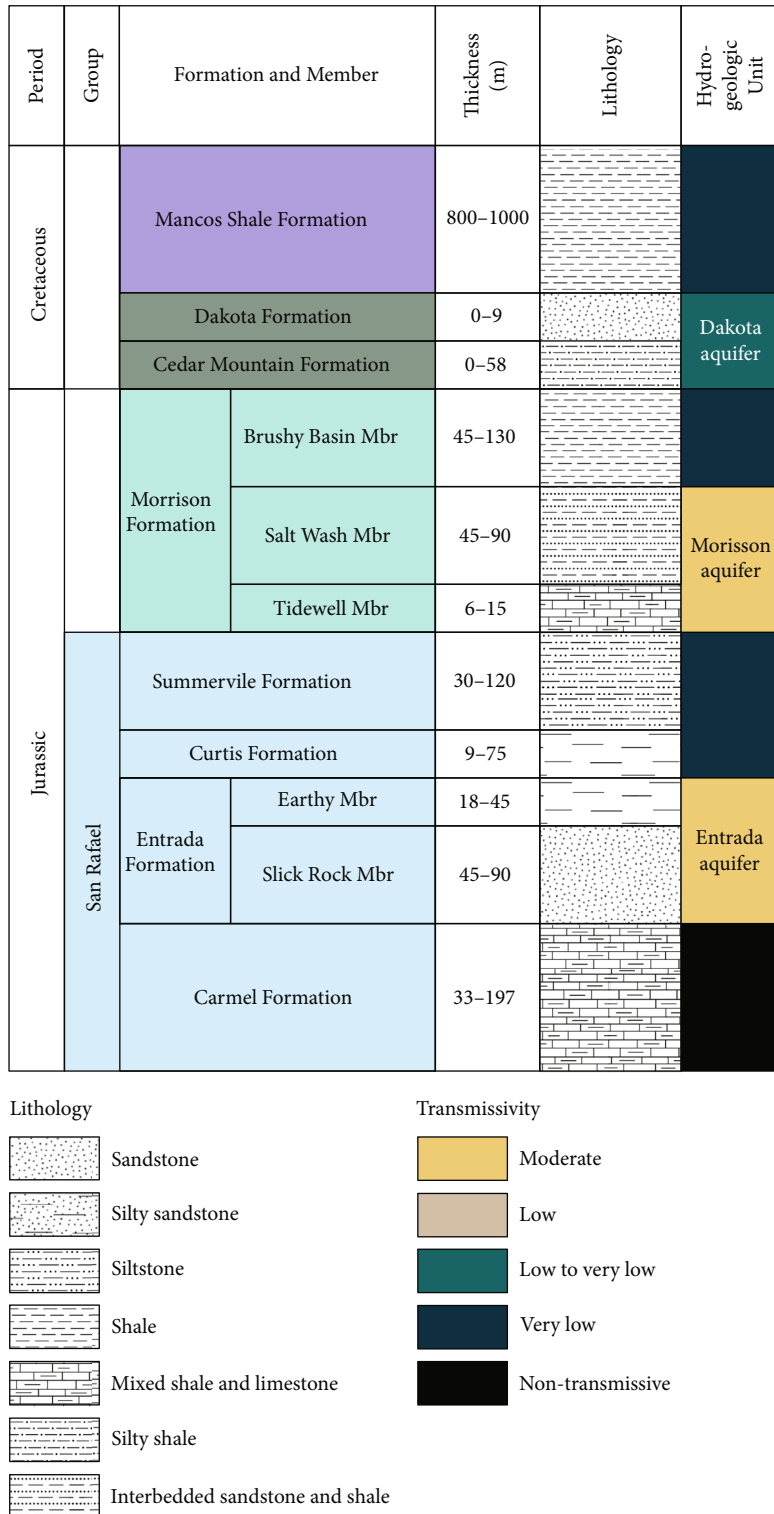 Period
Group
Formation and Member
Thickness
(m)
Lithology
Hydro-
geologic
Unit
Cretaceous
Mancos Shale Formation
800–1000
Dakota Formation
0–9
Dakota
aquifer
Cedar Mountain Formation
0–58
Jurassic
Morrison
Formation
Brushy Basin Mbr
45–130
Salt Wash Mbr
45–90
Morisson
aquifer
Tidewell Mbr
6–15
San Rafael
Summervile Formation
30–120
Curtis Formation
9–75
Entrada
Formation
Earthy Mbr
18–45
Entrada
aquifer
Slick Rock Mbr
45–90
Carmel Formation
33–197
Lithology
Sandstone
Silty sandstone
Siltstone
Shale
Mixed shale and limestone
Silty shale
Interbedded sandstone and shale
Transmissivity
Moderate
Low
Low to very low
Very low
Non-transmissive